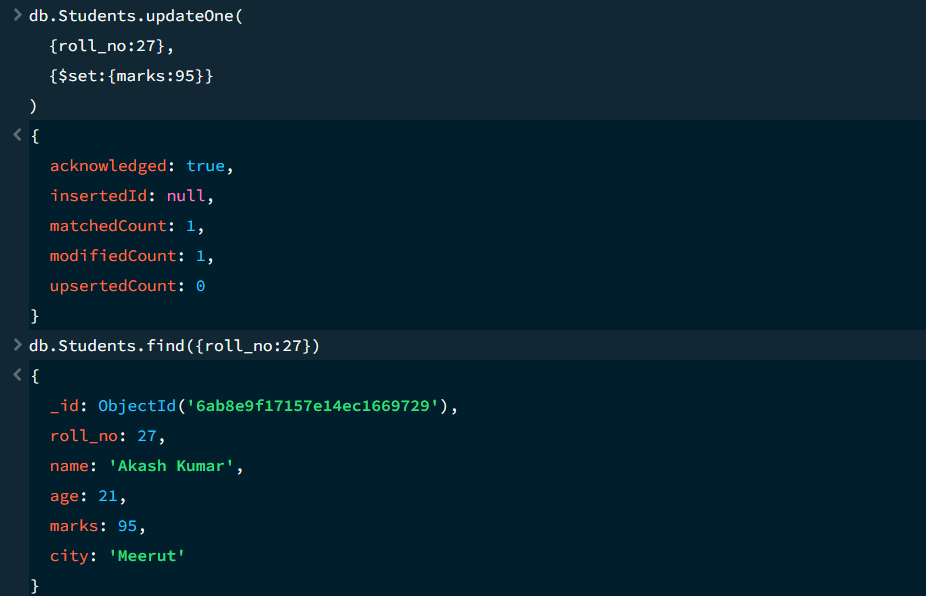 db.Students.updateOne(
{roll_no:27},
{$set:{marks:95}}
)
{
acknowledged: true,
insertedId: null,
matchedCount: 1,
modifiedCount: 1,
upsertedCount: 0
}
db.Students.find({roll_no:27})
{
_id: ObjectId('6ab8e9f17157e14ec1669729'),
roll_no: 27,
name: 'Akash Kumar',
age: 21,
marks: 95,
city: 'Meerut'
}